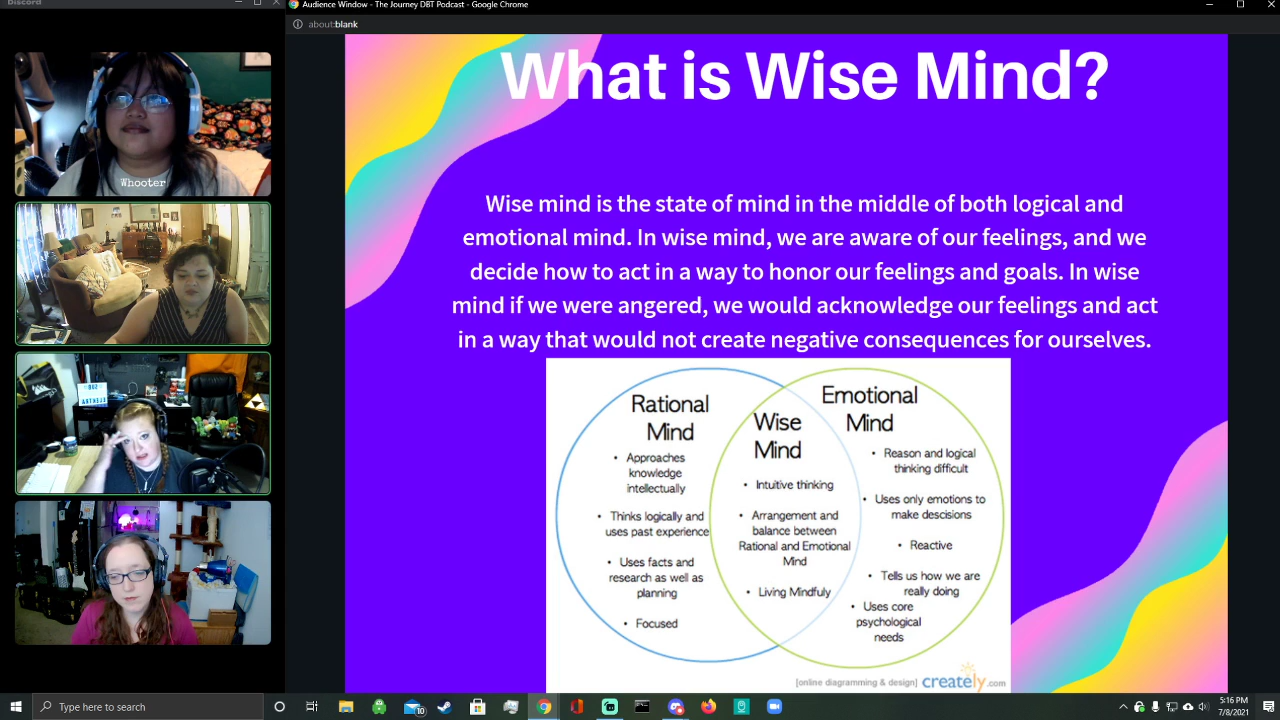 Discord
Audience Window - The Journey DBT Podcast - Google Chrome
about:blank
Whooter
What is Wise Mind?
Wise mind is the state of mind in the middle of both logical and
emotional mind. In wise mind, we are aware of our feelings, and we
decide how to act in a way to honor our feelings and goals. In wise
mind if we were angered, we would acknowledge our feelings and act
in a way that would not create negative consequences for ourselves.
Rational
Mind
• Approaches
knowledge
intellectually
• Thinks logically and
uses past experience
• Uses facts and
research as well as
planning
• Focused
Wise
Mind
• Intuitive thinking
• Arrangement and
balance between
Rational and Emotional
Mind
• Living Mindfuly
Emotional
Mind
• Reason and logical
thinking difficult
• Uses only emotions to
make descisions
• Reactive
• Tells us how we are
really doing
• Uses core
psychological
needs
[online diagramming & design] creately.com
Type here to search
10
5:16 PM
7/8/2021